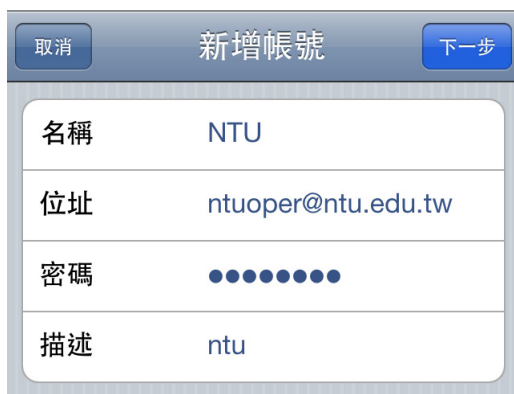 取消 新增帳號 下一步
名稱 NTU
位址 ntuoper@ntu.edu.tw
密碼 ●●●●●●●●
描述 ntu